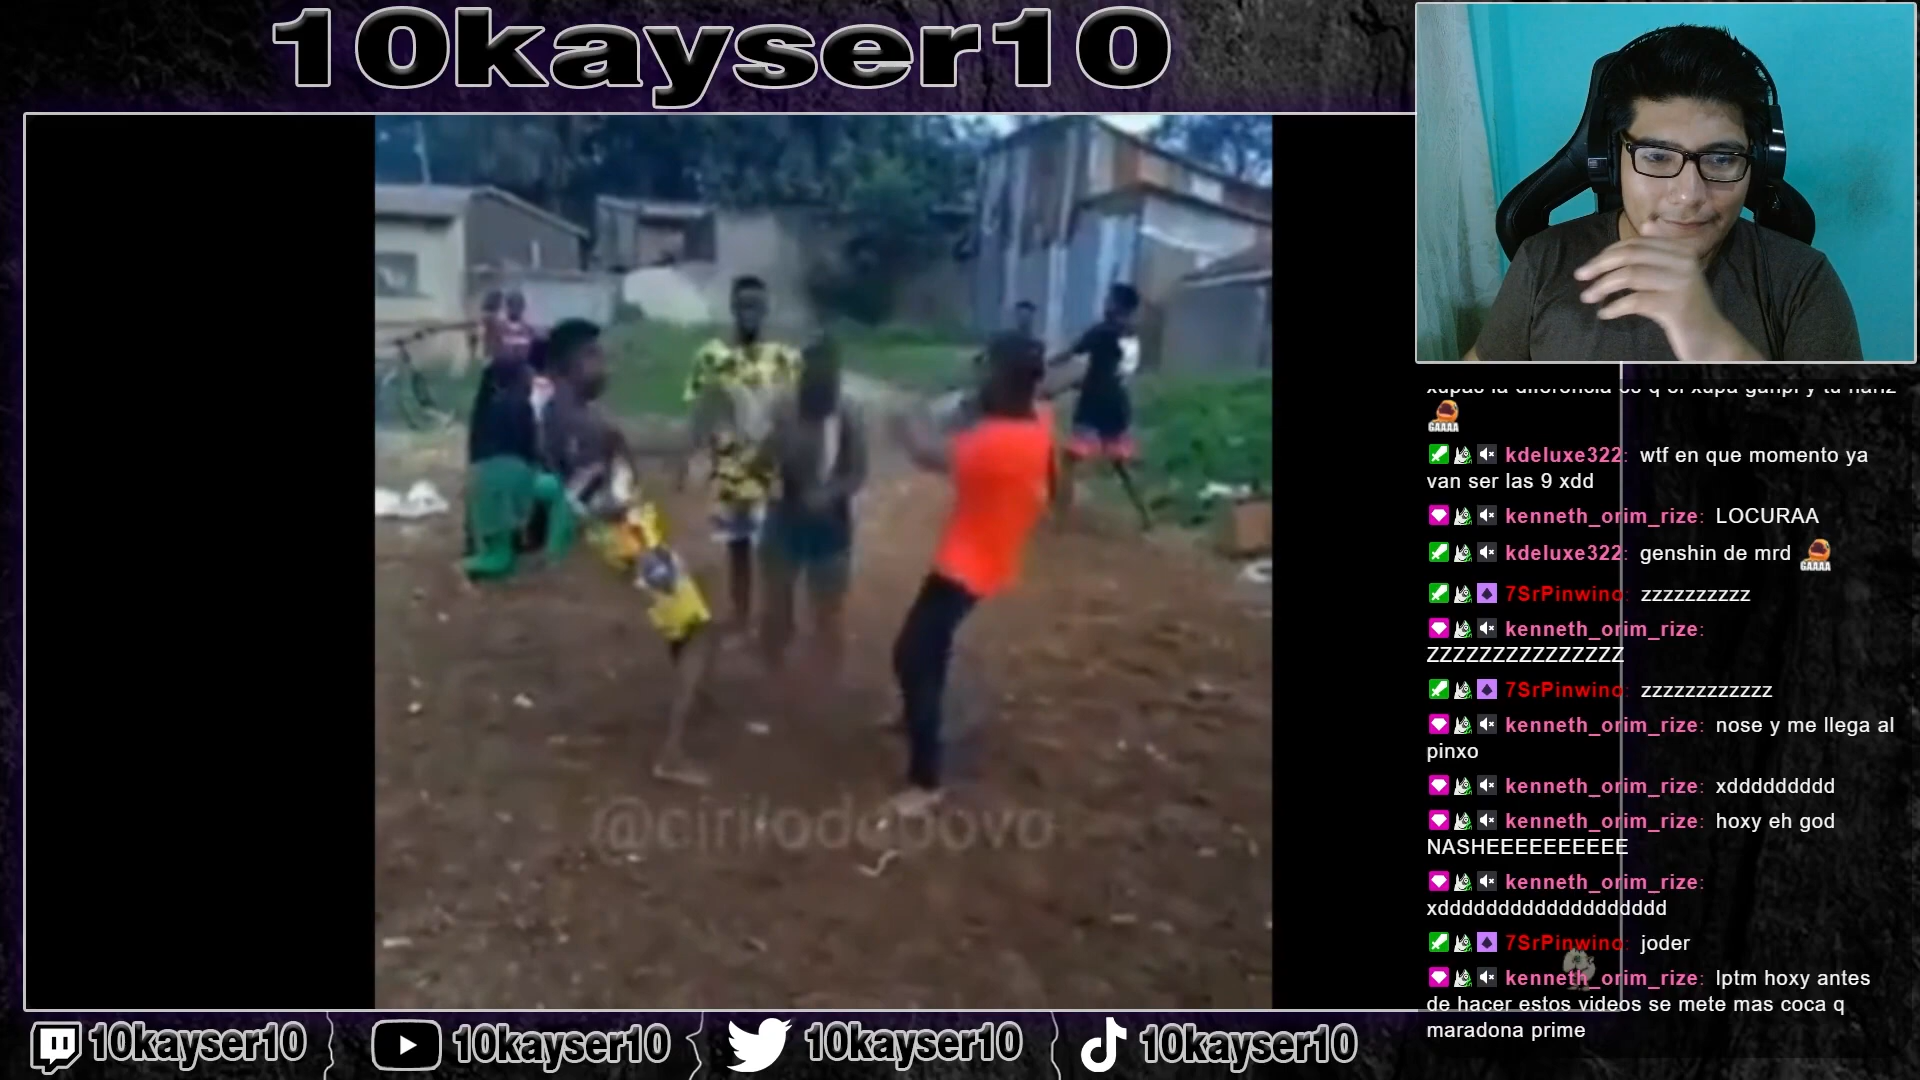 10kayser10
GAAAA
kdeluxe322: wtf en que momento ya
van ser las 9 xdd
kenneth_orim_rize: LOCURAA
kdeluxe322: genshin de mrd
GAAAA
7SrPinwino: zzzzzzzzzz
kenneth_orim_rize:
ZZZZZZZZZZZZZZZ
7SrPinwino: zzzzzzzzzzzz
kenneth_orim_rize: nose y me llega al
pinxo
kenneth_orim_rize: xddddddddd
kenneth_orim_rize: hoxy eh god
NASHEEEEEEEEEE
kenneth_orim_rize:
xddddddddddddddddddd
7SrPinwino: joder
kenneth_orim_rize: lptm hoxy antes
de hacer estos videos se mete mas coca q
maradona prime
10kayser10
10kayser10
10kayser10
10kayser10